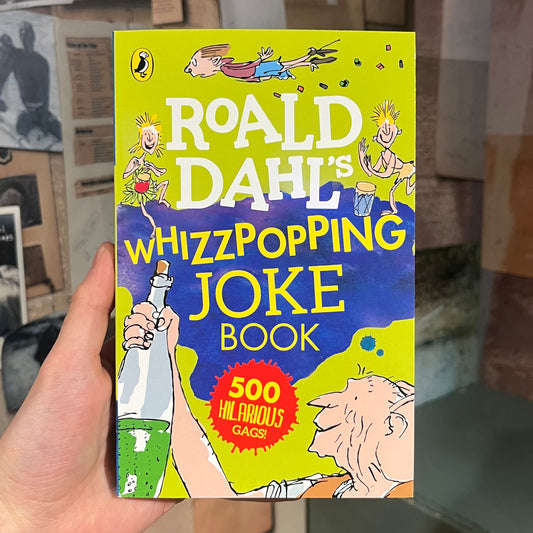 ROALD
DAHL'S
WHIZZPOPPING
JOKE
BOOK
500
HILARIOUS
GAGS!